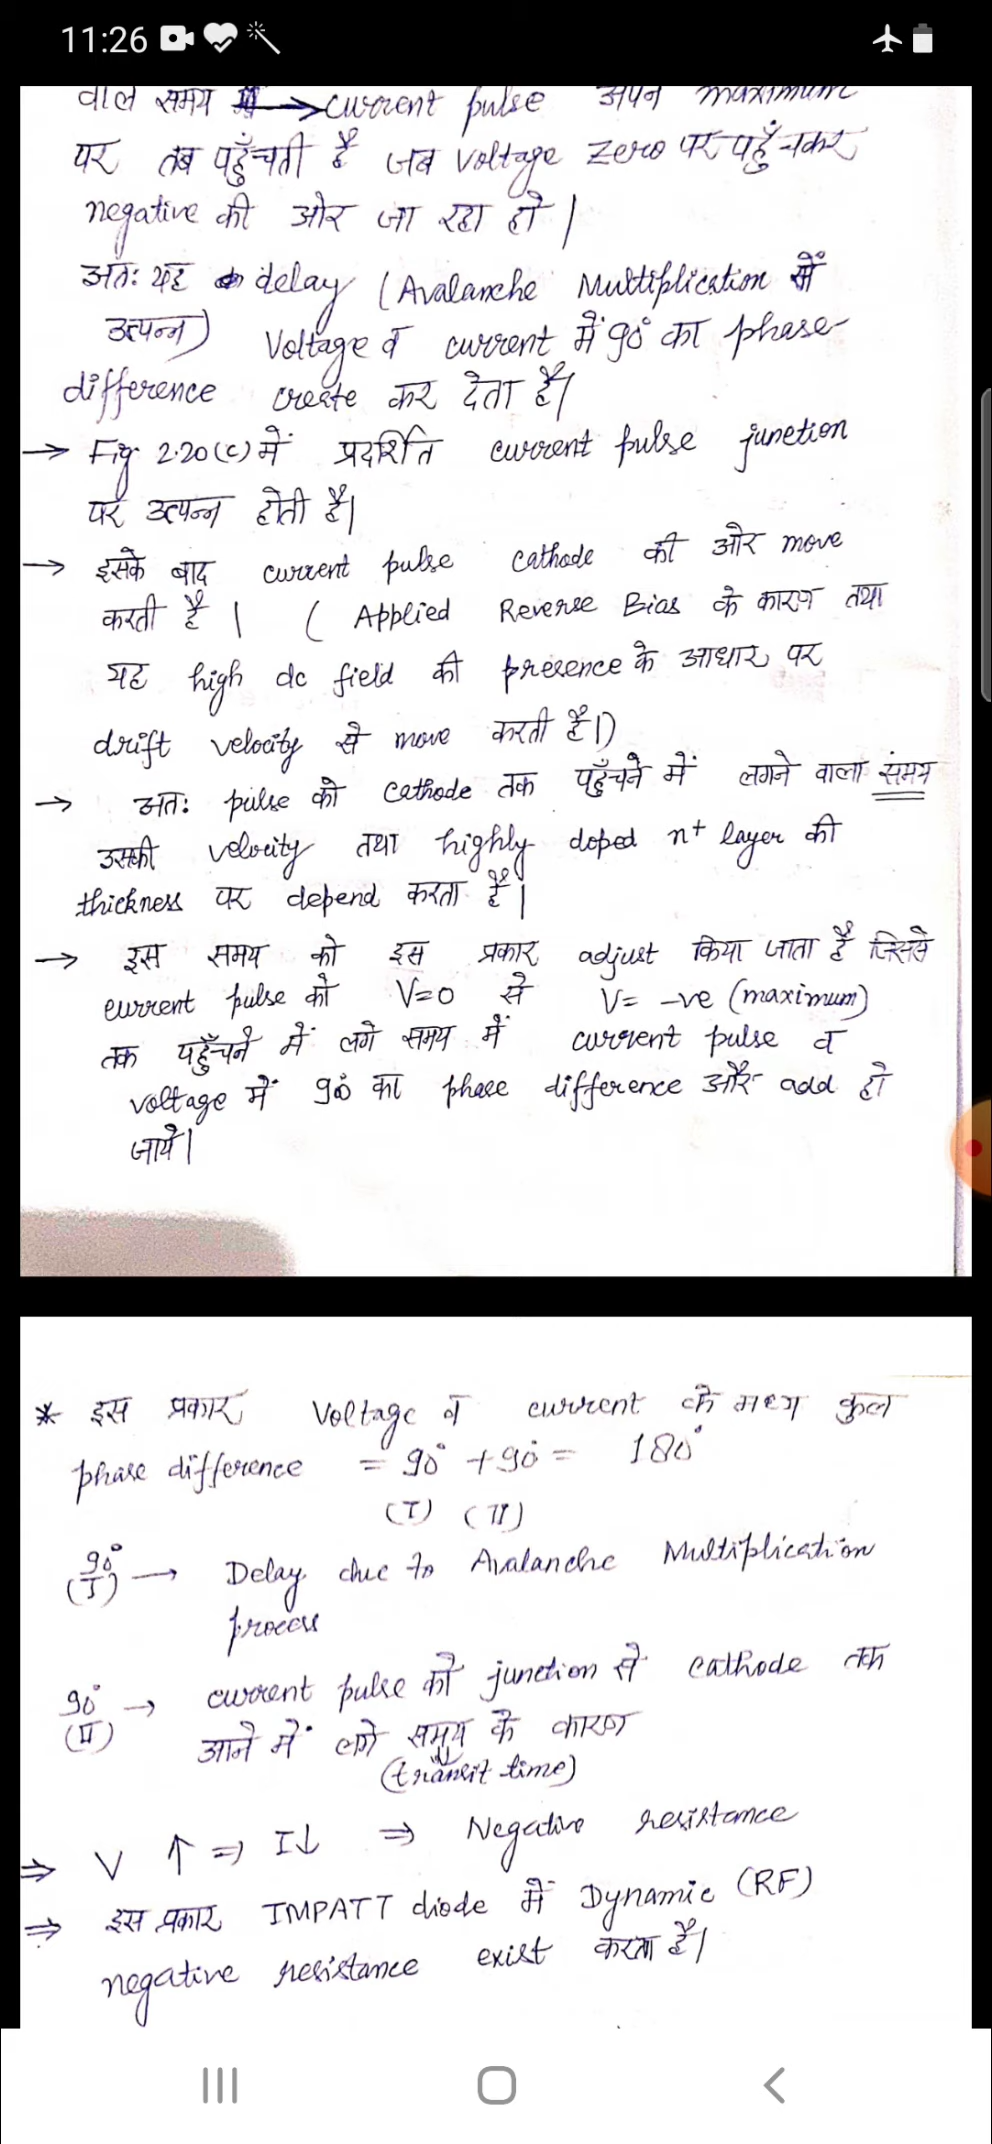 11:26
वाले समय → current pulse अपने maximum
पर तब पहुँचती है जब voltage zero पर पहुँचकर
negative की ओर जा रहा हो |
अतः यह delay (Avalanche Multiplication से
उत्पन्न) Voltage व current में 90° का phase
difference create कर देता है|
→ Fig 2.20(c) में प्रदर्शित current pulse junction
पर उत्पन्न होती है|
→ इसके बाद current pulse cathode की ओर move
करती है | ( Applied Reverse Bias के कारण तथा
यह high dc field की presence के आधार पर
drift velocity से move करती है|)
→ अतः pulse को cathode तक पहुँचने में लगने वाला समय
उसकी velocity तथा highly doped n+ layer की
thickness पर depend करता है|
→ इस समय को इस प्रकार adjust किया जाता है जिससे
current pulse को V=0 से V= -ve (maximum)
तक पहुँचने में लगे समय में current pulse व
voltage में 90° का phase difference और add हो
जाये|
* इस प्रकार Voltage व current के मध्य कुल
phase difference = 90° + 90° = 180°
(I) (II)
90° (I) → Delay due to Avalanche Multiplication
process
90° (II) → current pulse को junction से cathode तक
आने में लगे समय के कारण
(transit time)
⇒ V ↑ ⇒ I↓ ⇒ Negative resistance
⇒ इस प्रकार IMPATT diode में Dynamic (RF)
negative resistance exist करता है|